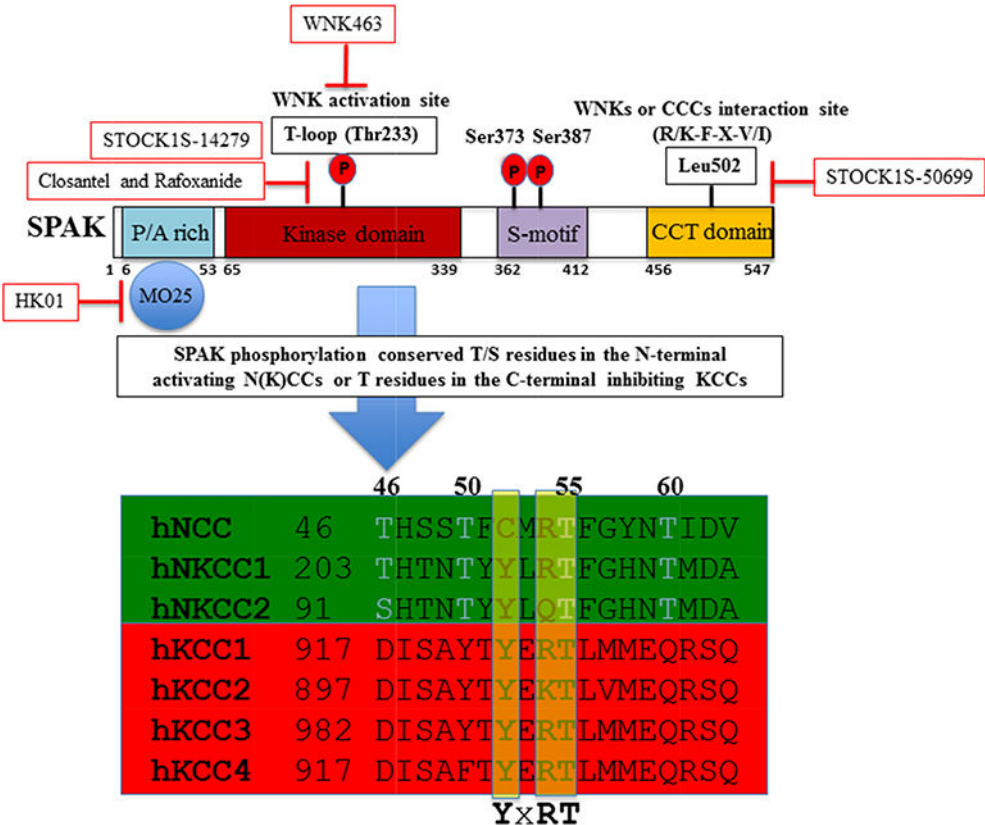 WNK463
WNK activation site
WNKs or CCCs interaction site
(R/K-F-X-V/I)
STOCK1S-14279
T-loop (Thr233)
Ser373 Ser387
Leu502
Closantel and Rafoxanide
P
P
P
STOCK1S-50699
SPAK
P/A rich
Kinase domain
S-motif
CCT domain
1 6 53 65 339 362 412 456 547
HK01
MO25
SPAK phosphorylation conserved T/S residues in the N-terminal
activating N(K)CCs or T residues in the C-terminal inhibiting KCCs
46 50 55 60
hNCC 46 THSSTFCMRTFGYNTIDV
hNKCC1 203 THTNTYYLRTFGHNTMDA
hNKCC2 91 SHTNTYYLQTFGHNTMDA
hKCC1 917 DISAYTYERTLMMEQRSQ
hKCC2 897 DISAYTYEKTLVMEQRSQ
hKCC3 982 DISAYTYERTLMMEQRSQ
hKCC4 917 DISAFTYERTLMMEQRSQ
YxRT